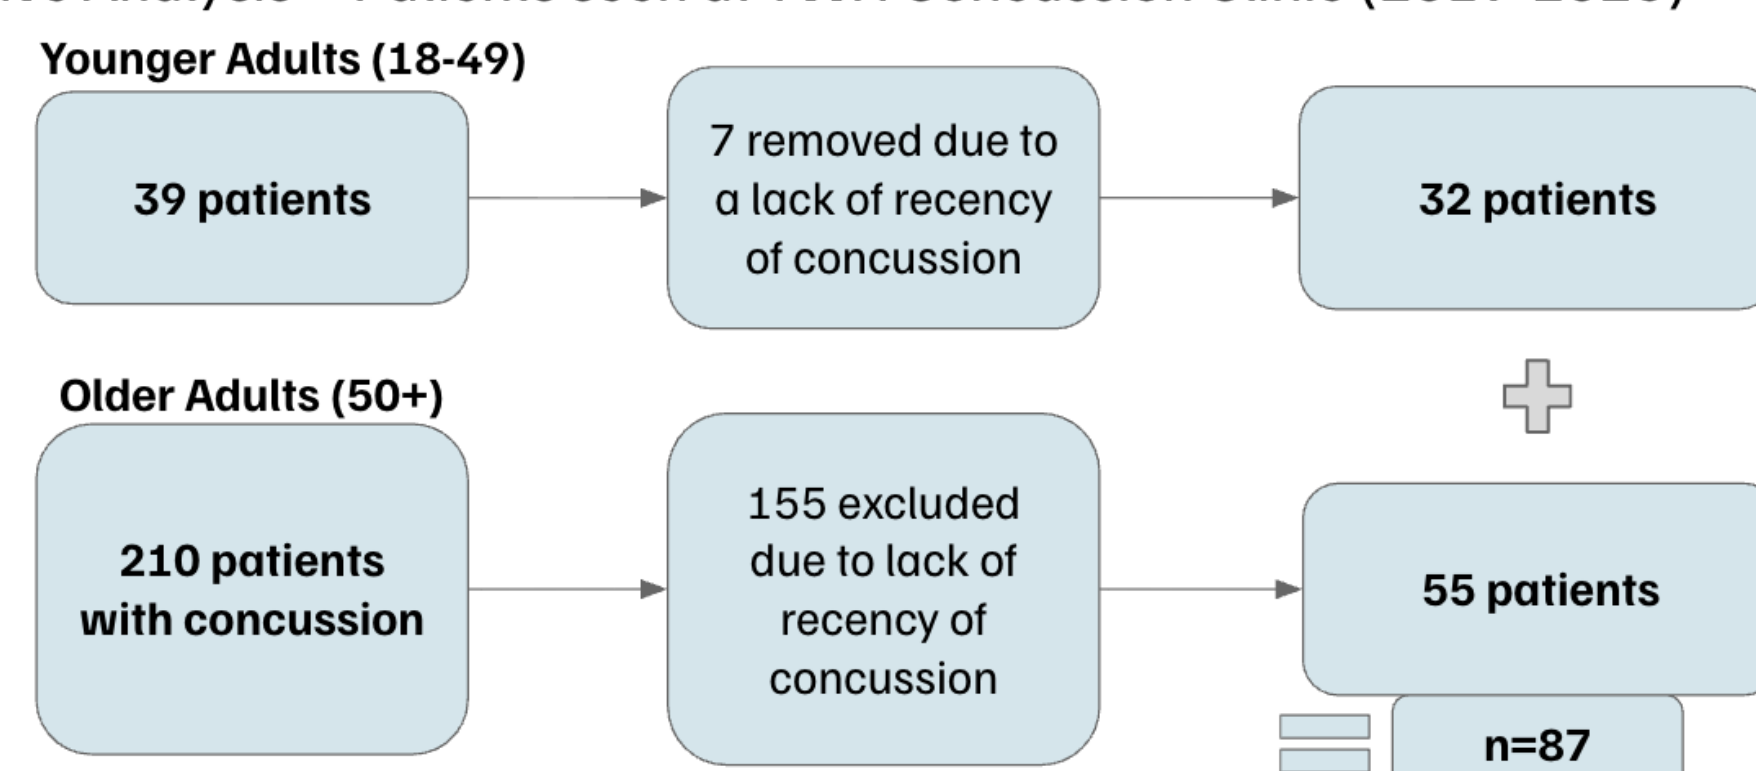 Younger Adults (18-49)
39 patients
7 removed due to
a lack of recency
of concussion
32 patients
Older Adults (50+)
210 patients
with concussion
155 excluded
due to lack of
recency of
concussion
55 patients
n=87